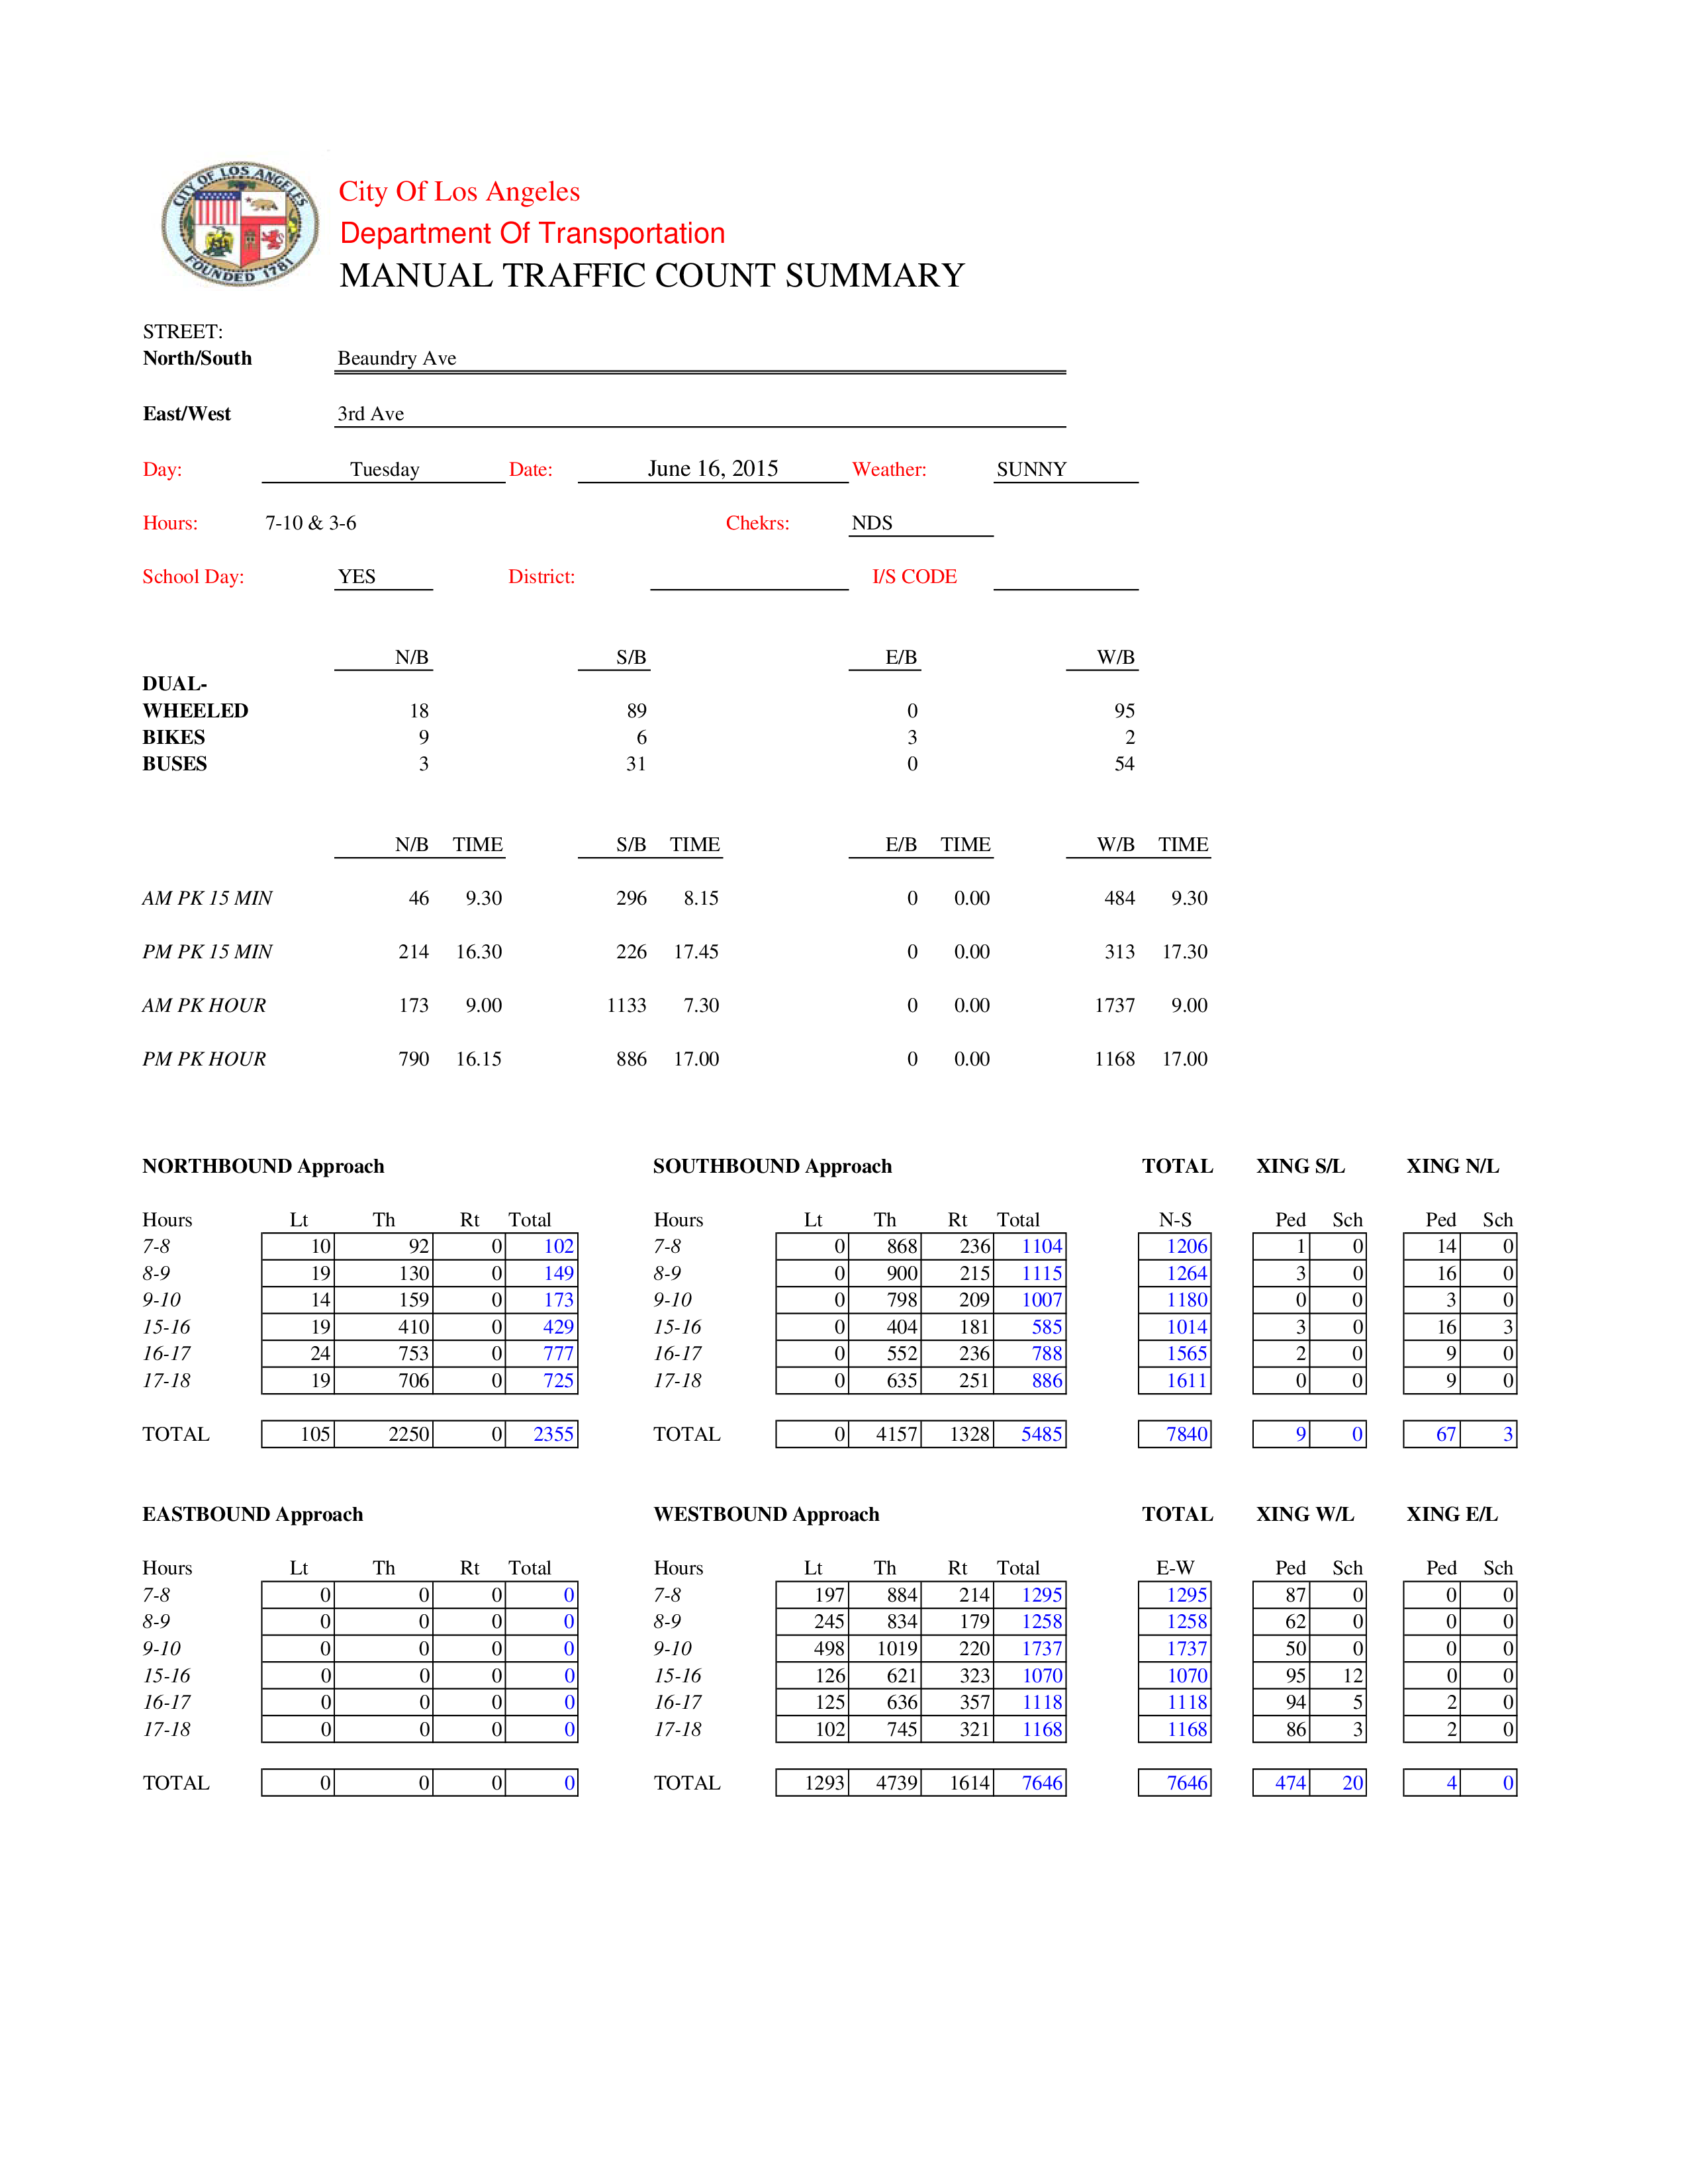 CITY OF LOS ANGELES
FOUNDED 1781
City Of Los Angeles
Department Of Transportation
MANUAL TRAFFIC COUNT SUMMARY
STREET:
North/South Beaundry Ave
East/West 3rd Ave
Day: Tuesday Date: June 16, 2015 Weather: SUNNY
Hours: 7-10 & 3-6 Chekrs: NDS
School Day: YES District: I/S CODE
N/B S/B E/B W/B
DUAL-
WHEELED 18 89 0 95
BIKES 9 6 3 2
BUSES 3 31 0 54
N/B TIME S/B TIME E/B TIME W/B TIME
AM PK 15 MIN 46 9.30 296 8.15 0 0.00 484 9.30
PM PK 15 MIN 214 16.30 226 17.45 0 0.00 313 17.30
AM PK HOUR 173 9.00 1133 7.30 0 0.00 1737 9.00
PM PK HOUR 790 16.15 886 17.00 0 0.00 1168 17.00
NORTHBOUND Approach SOUTHBOUND Approach TOTAL XING S/L XING N/L
Hours Lt Th Rt Total Hours Lt Th Rt Total N-S Ped Sch Ped Sch
7-8 10 92 0 102 7-8 0 868 236 1104 1206 1 0 14 0
8-9 19 130 0 149 8-9 0 900 215 1115 1264 3 0 16 0
9-10 14 159 0 173 9-10 0 798 209 1007 1180 0 0 3 0
15-16 19 410 0 429 15-16 0 404 181 585 1014 3 0 16 3
16-17 24 753 0 777 16-17 0 552 236 788 1565 2 0 9 0
17-18 19 706 0 725 17-18 0 635 251 886 1611 0 0 9 0
TOTAL 105 2250 0 2355 TOTAL 0 4157 1328 5485 7840 9 0 67 3
EASTBOUND Approach WESTBOUND Approach TOTAL XING W/L XING E/L
Hours Lt Th Rt Total Hours Lt Th Rt Total E-W Ped Sch Ped Sch
7-8 0 0 0 0 7-8 197 884 214 1295 1295 87 0 0 0
8-9 0 0 0 0 8-9 245 834 179 1258 1258 62 0 0 0
9-10 0 0 0 0 9-10 498 1019 220 1737 1737 50 0 0 0
15-16 0 0 0 0 15-16 126 621 323 1070 1070 95 12 0 0
16-17 0 0 0 0 16-17 125 636 357 1118 1118 94 5 2 0
17-18 0 0 0 0 17-18 102 745 321 1168 1168 86 3 2 0
TOTAL 0 0 0 0 TOTAL 1293 4739 1614 7646 7646 474 20 4 0